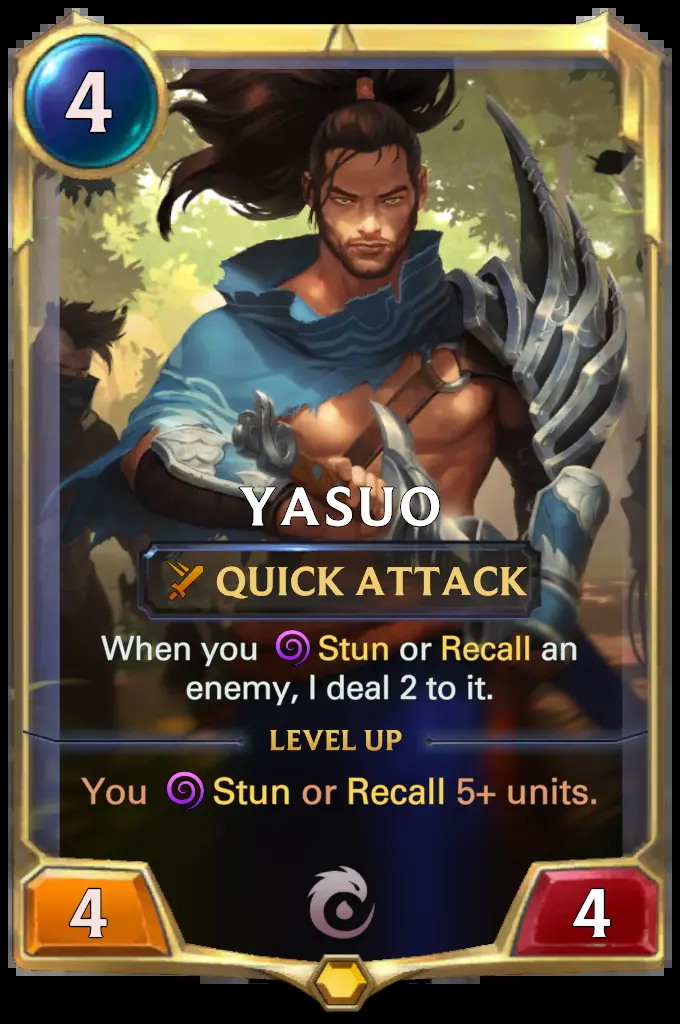 4
YASUO
QUICK ATTACK
When you Stun or Recall an
enemy, I deal 2 to it.
LEVEL UP
You Stun or Recall 5+ units.
4
4